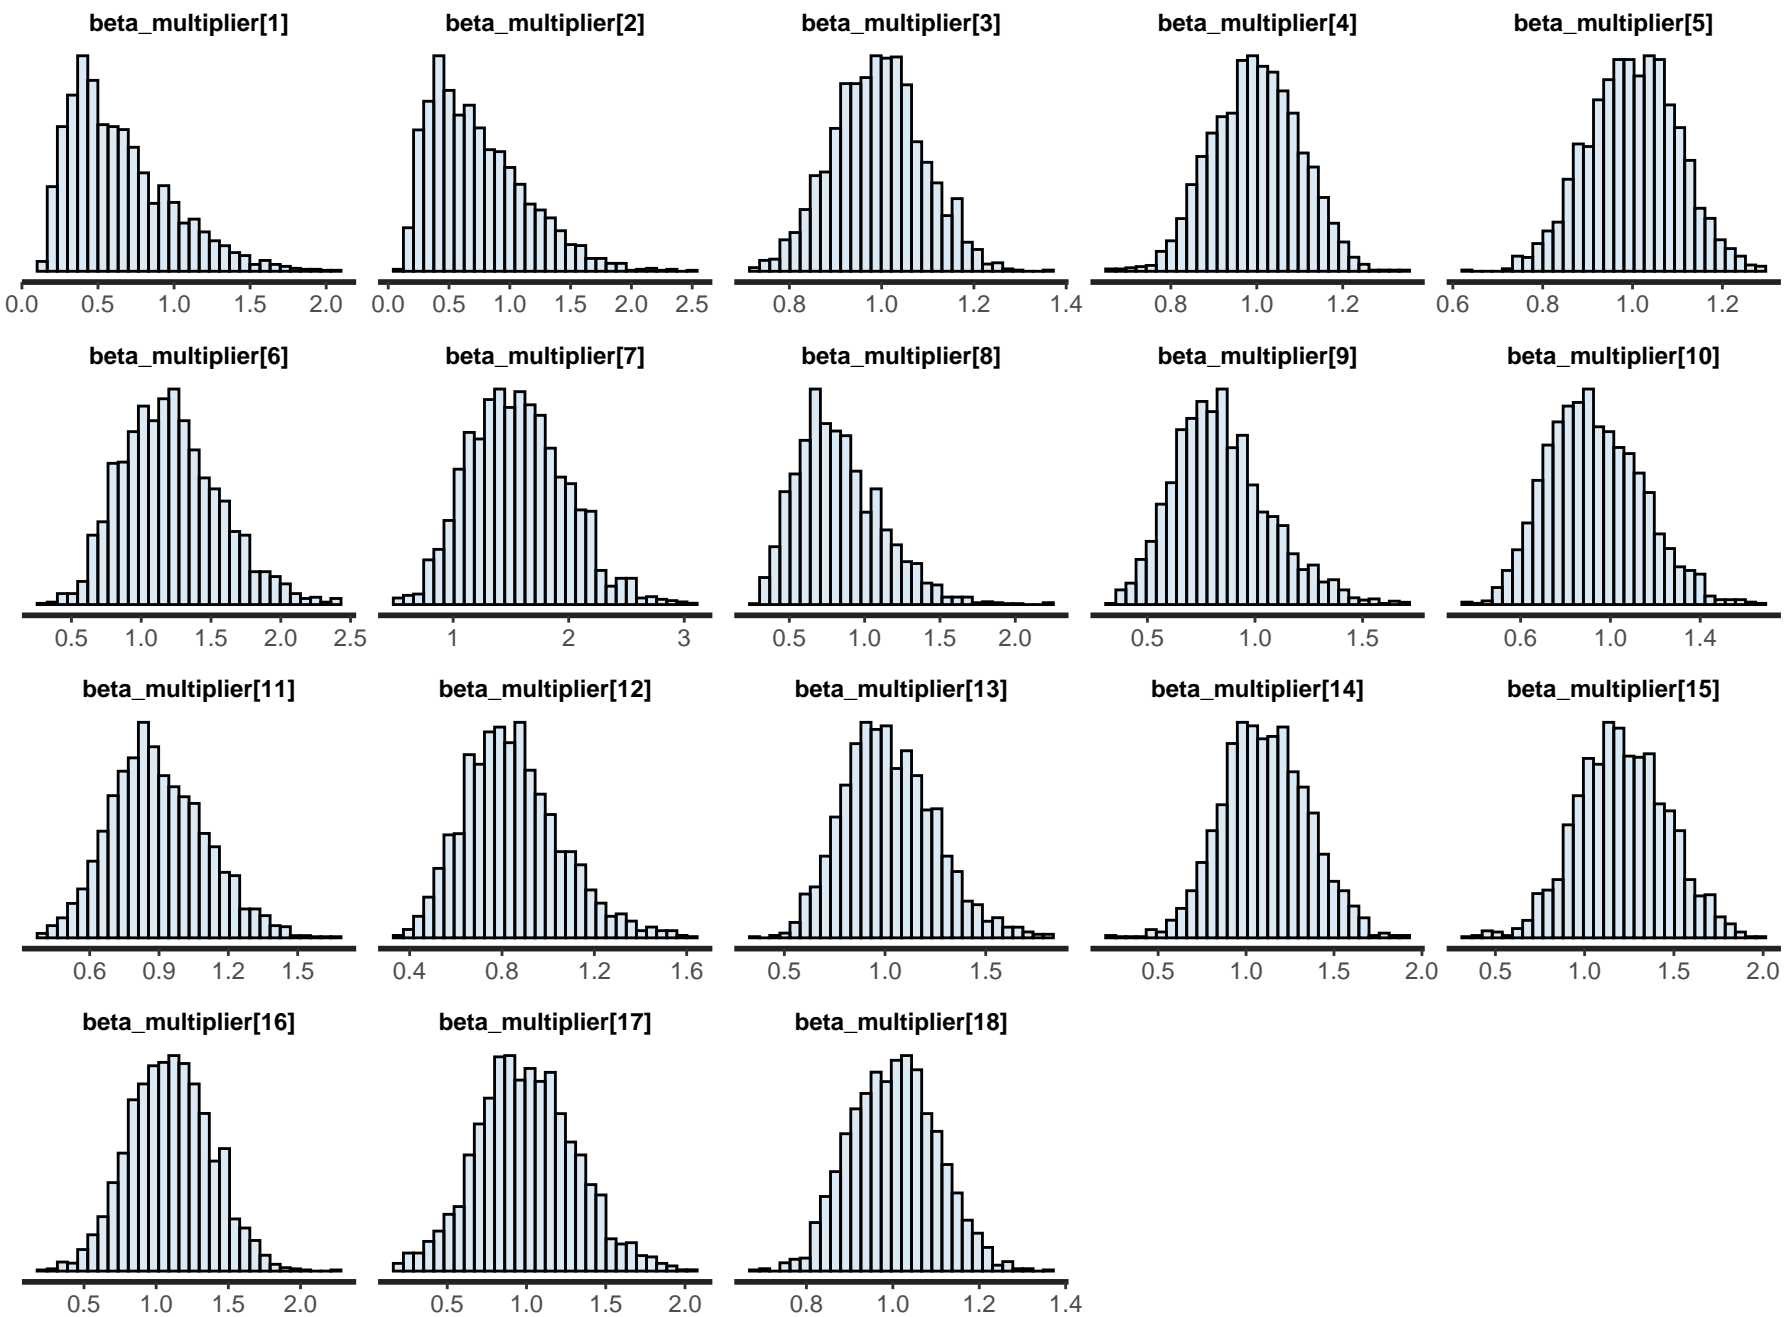 beta_multiplier[1] beta_multiplier[2] beta_multiplier[3] beta_multiplier[4] beta_multiplier[5]
0.0 0.5 1.0 1.5 2.0 0.0 0.5 1.0 1.5 2.0 2.5 0.8 1.0 1.2 1.4 0.8 1.0 1.2 0.6 0.8 1.0 1.2
beta_multiplier[6] beta_multiplier[7] beta_multiplier[8] beta_multiplier[9] beta_multiplier[10]
0.5 1.0 1.5 2.0 2.5 1 2 3 0.5 1.0 1.5 2.0 0.5 1.0 1.5 0.6 1.0 1.4
beta_multiplier[11] beta_multiplier[12] beta_multiplier[13] beta_multiplier[14] beta_multiplier[15]
0.6 0.9 1.2 1.5 0.4 0.8 1.2 1.6 0.5 1.0 1.5 0.5 1.0 1.5 2.0 0.5 1.0 1.5 2.0
beta_multiplier[16] beta_multiplier[17] beta_multiplier[18]
0.5 1.0 1.5 2.0 0.5 1.0 1.5 2.0 0.8 1.0 1.2 1.4